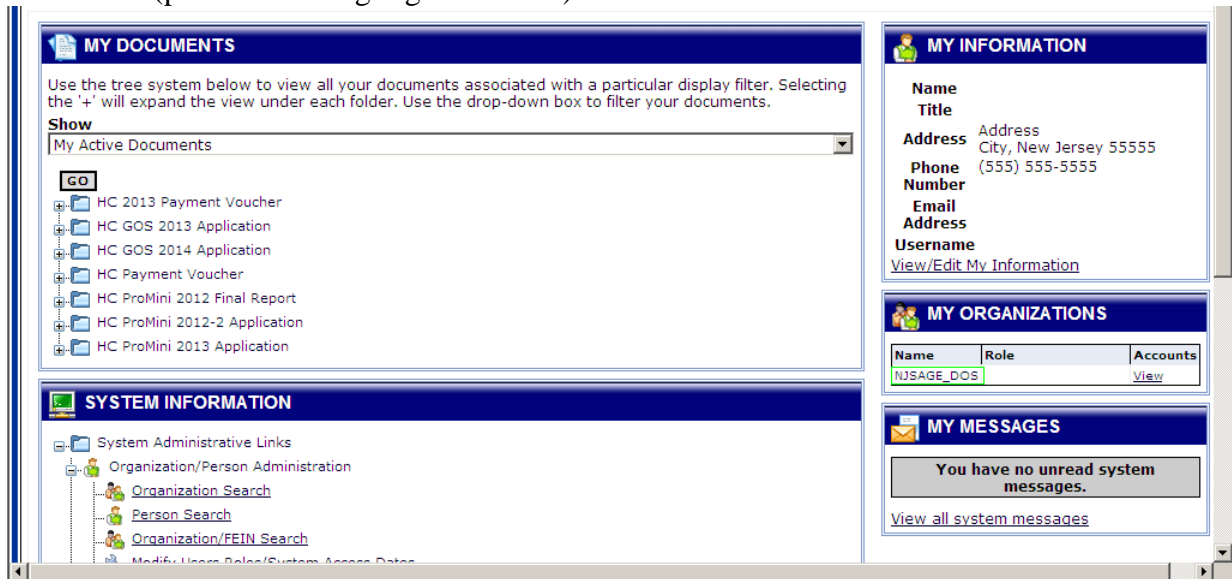 MY DOCUMENTS
Use the tree system below to view all your documents associated with a particular display filter. Selecting
the '+' will expand the view under each folder. Use the drop-down box to filter your documents.
Show
My Active Documents
GO
HC 2013 Payment Voucher
HC GOS 2013 Application
HC GOS 2014 Application
HC Payment Voucher
HC ProMini 2012 Final Report
HC ProMini 2012-2 Application
HC ProMini 2013 Application
SYSTEM INFORMATION
System Administrative Links
Organization/Person Administration
Organization Search
Person Search
Organization/FEIN Search
Modify Users Roles/System Access Dates
MY INFORMATION
Name
Title
Address Address
City, New Jersey 55555
Phone (555) 555-5555
Number
Email
Address
Username
View/Edit My Information
MY ORGANIZATIONS
Name Role Accounts
NJSAGE_DOS View
MY MESSAGES
You have no unread system
messages.
View all system messages